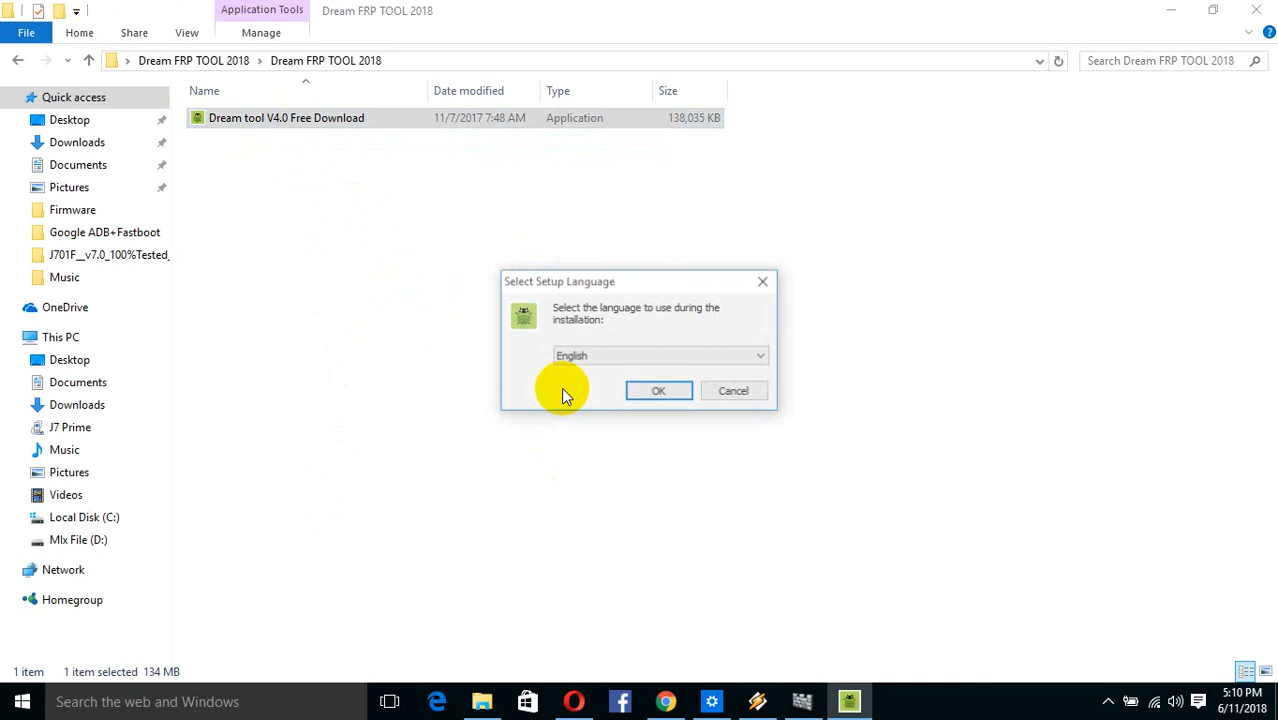 Application Tools
Dream FRP TOOL 2018
File
Home
Share
View
Manage
Dream FRP TOOL 2018
Dream FRP TOOL 2018
Search Dream FRP TOOL 2018
Quick access
Name
Date modified
Type
Size
Desktop
Dream tool V4.0 Free Download
11/7/2017 7:48 AM
Application
138,035 KB
Downloads
Documents
Pictures
Firmware
Google ADB+Fastboot
J701F__v7.0_100%Tested_
Music
OneDrive
This PC
Desktop
Documents
Downloads
J7 Prime
Music
Pictures
Videos
Local Disk (C:)
MIx File (D:)
Network
Homegroup
Select Setup Language
Select the language to use during the
installation:
English
OK
Cancel
1 item
1 item selected 134 MB
Search the web and Windows
5:10 PM
6/11/2018